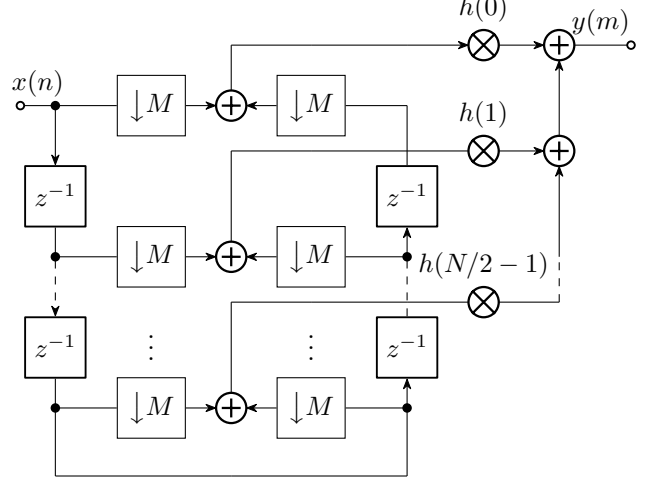 h(0)
y(m)
x(n)
↓M
↓M
h(1)
z⁻¹
z⁻¹
↓M
↓M
h(N/2 − 1)
z⁻¹
⋮
⋮
z⁻¹
↓M
↓M